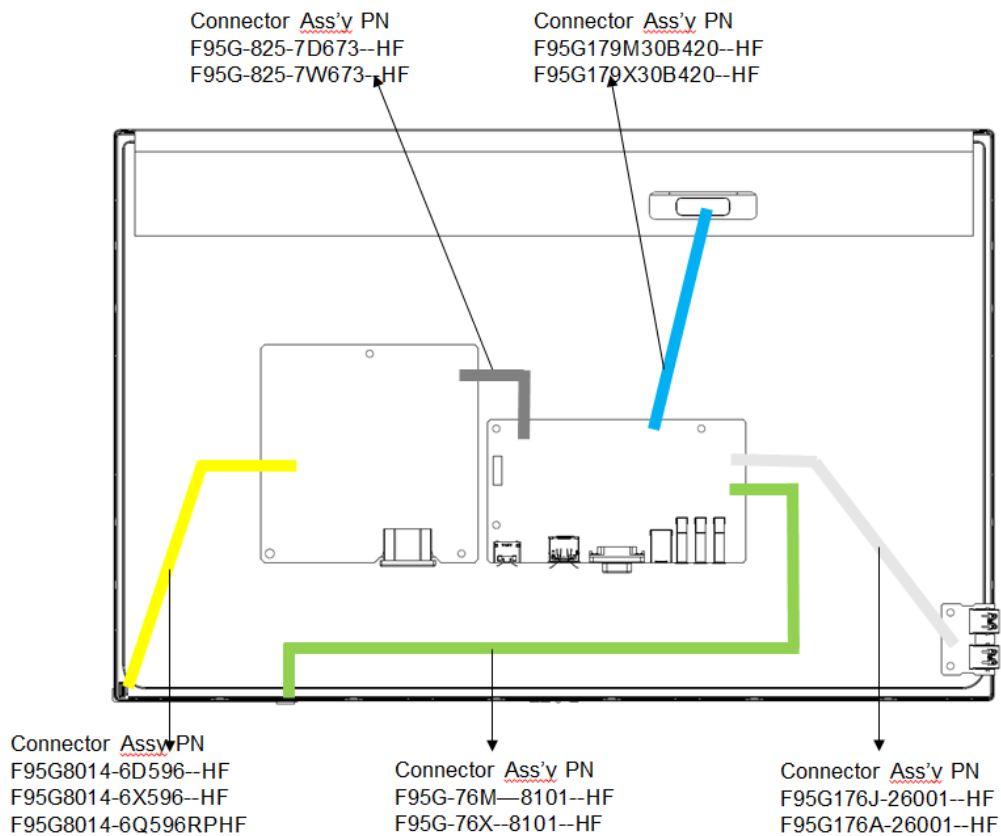 Connector Ass'y PN
F95G-825-7D673--HF
F95G-825-7W673--HF
Connector Ass'y PN
F95G179M30B420--HF
F95G179X30B420--HF
Connector Assy PN
F95G8014-6D596--HF
F95G8014-6X596--HF
F95G8014-6Q596RPHF
Connector Ass'y PN
F95G-76M—8101--HF
F95G-76X--8101--HF
Connector Ass'y PN
F95G176J-26001--HF
F95G176A-26001--HF